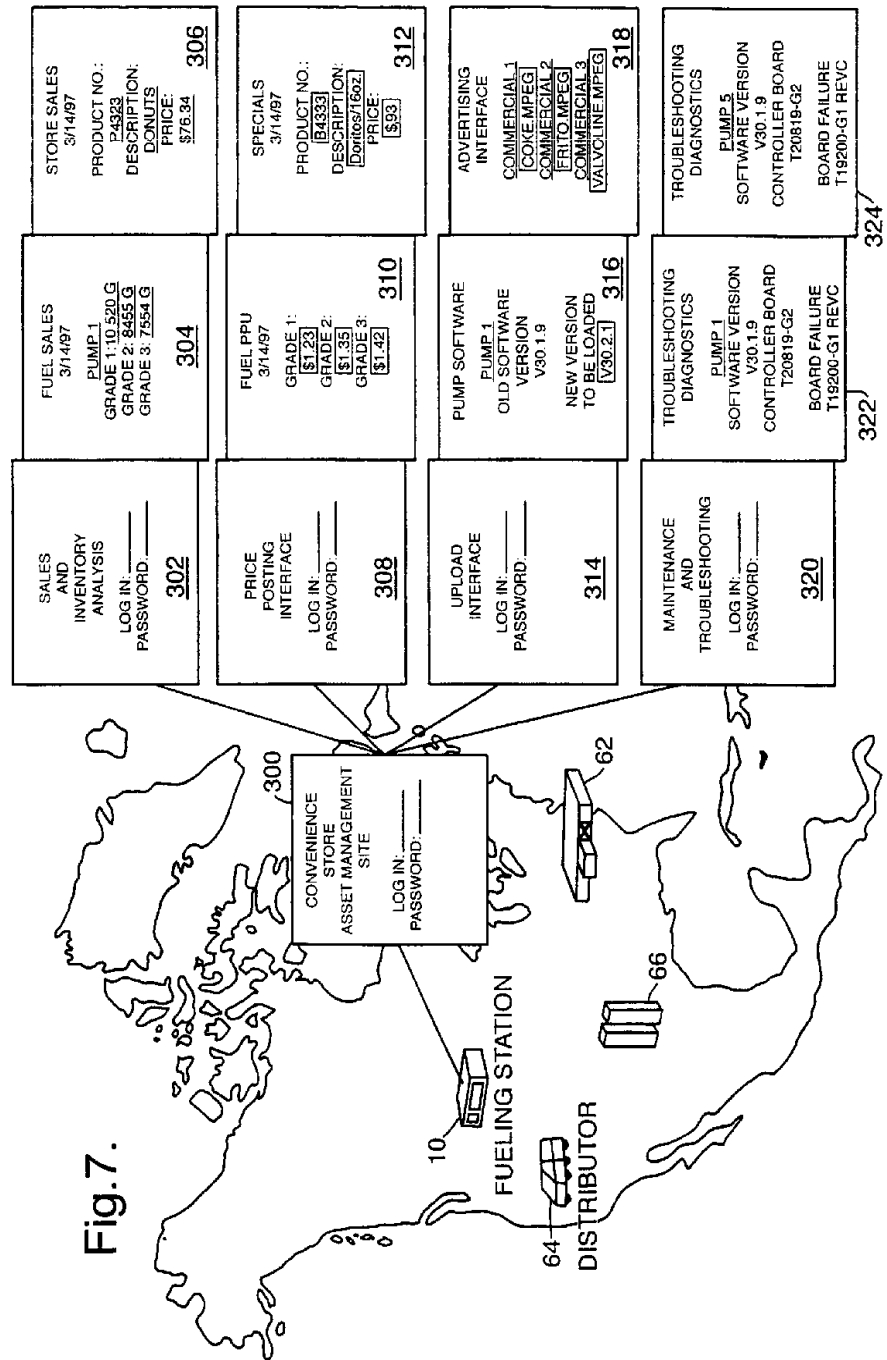 Fig.7.
CONVENIENCE
STORE
ASSET MANAGEMENT
SITE
LOG IN:
PASSWORD:
300
10
FUELING STATION
64
DISTRIBUTOR
66
62
SALES
AND
INVENTORY
ANALYSIS
LOG IN:
PASSWORD:
302
FUEL SALES
3/14/97
PUMP 1
GRADE 1:10 520 G
GRADE 2: 8455 G
GRADE 3: 7554 G
304
STORE SALES
3/14/97
PRODUCT NO.:
P4323
DESCRIPTION:
DONUTS
PRICE:
$76.34
306
PRICE
POSTING
INTERFACE
LOG IN:
PASSWORD:
308
FUEL PPU
3/14/97
GRADE 1:
$1.23
GRADE 2:
$1.35
GRADE 3:
$1.42
310
SPECIALS
3/14/97
PRODUCT NO.:
B4333
DESCRIPTION:
Doritos/16oz.
PRICE:
$93
312
UPLOAD
INTERFACE
LOG IN:
PASSWORD:
314
PUMP SOFTWARE
PUMP 1
OLD SOFTWARE
VERSION
V30.1.9
NEW VERSION
TO BE LOADED
V30.2.1
316
ADVERTISING
INTERFACE
COMMERCIAL 1
COKE.MPEG
COMMERCIAL 2
FRITO.MPEG
COMMERCIAL 3
VALVOLINE.MPEG
318
MAINTENANCE
AND
TROUBLESHOOTING
LOG IN:
PASSWORD:
320
TROUBLESHOOTING
DIAGNOSTICS
PUMP 1
SOFTWARE VERSION
V30.1.9
CONTROLLER BOARD
T20819-G2
BOARD FAILURE
T19200-G1 REVC
322
TROUBLESHOOTING
DIAGNOSTICS
PUMP 5
SOFTWARE VERSION
V30.1.9
CONTROLLER BOARD
T20819-G2
BOARD FAILURE
T19200-G1 REVC
324